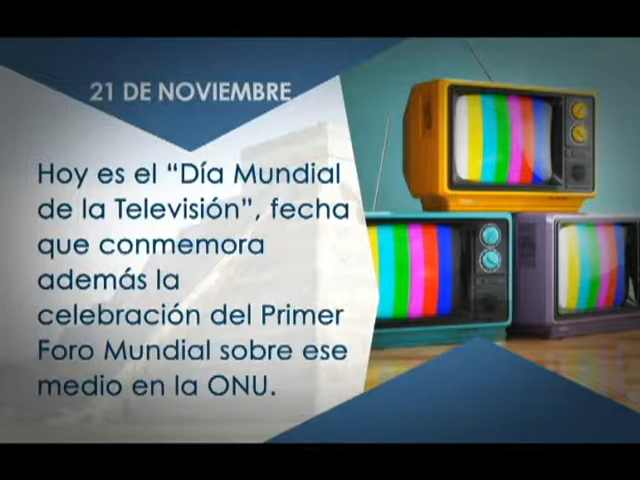 21 DE NOVIEMBRE
Hoy es el “Día Mundial
de la Televisión”, fecha
que conmemora
además la
celebración del Primer
Foro Mundial sobre ese
medio en la ONU.